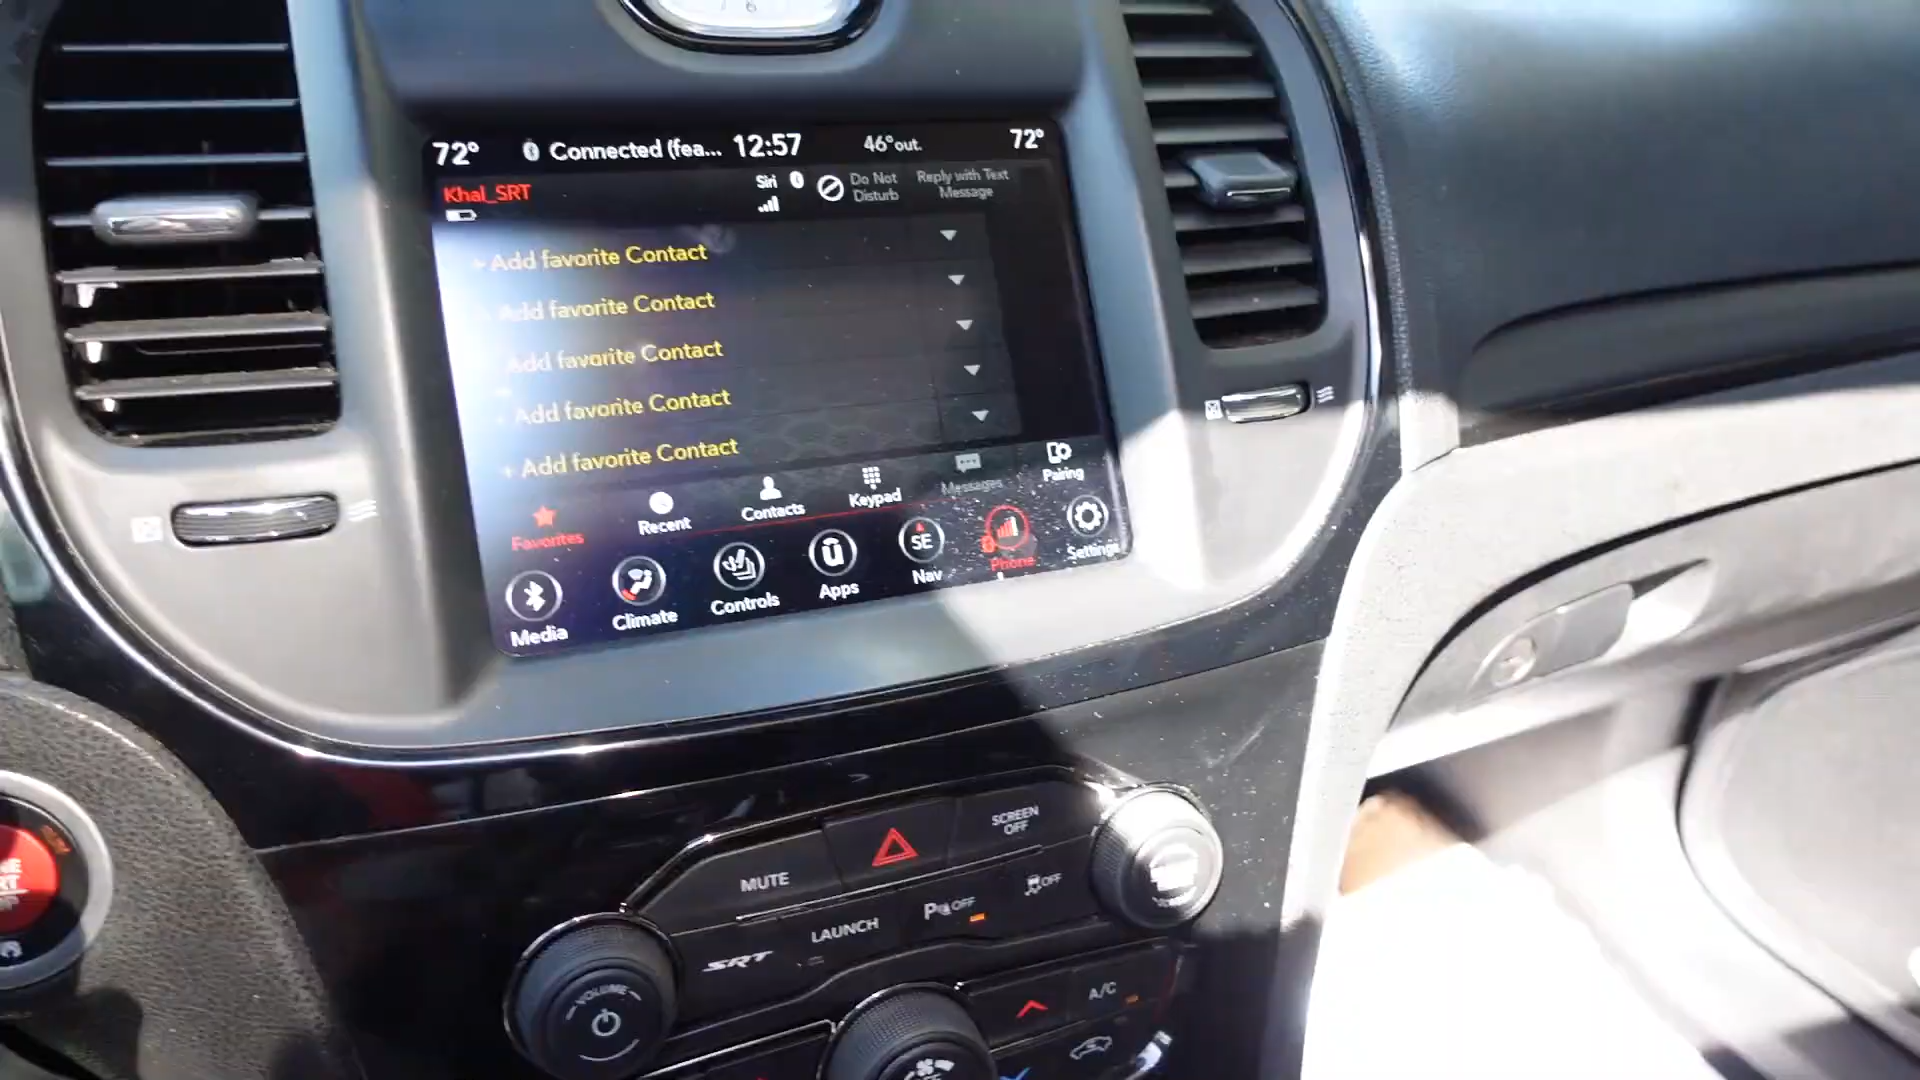 6
72° Connected (fea... 12:57 46°out. 72°
Khal_SRT Siri Do Not Disturb Reply with Text Message
+ Add favorite Contact
Add favorite Contact
Add favorite Contact
Add favorite Contact
+ Add favorite Contact
Favorites Recent Contacts Keypad Messages Pairing
SE
Media Climate Controls Apps Nav Phone Settings
MUTE SCREEN OFF
SRT LAUNCH P OFF OFF
VOLUME
A/C